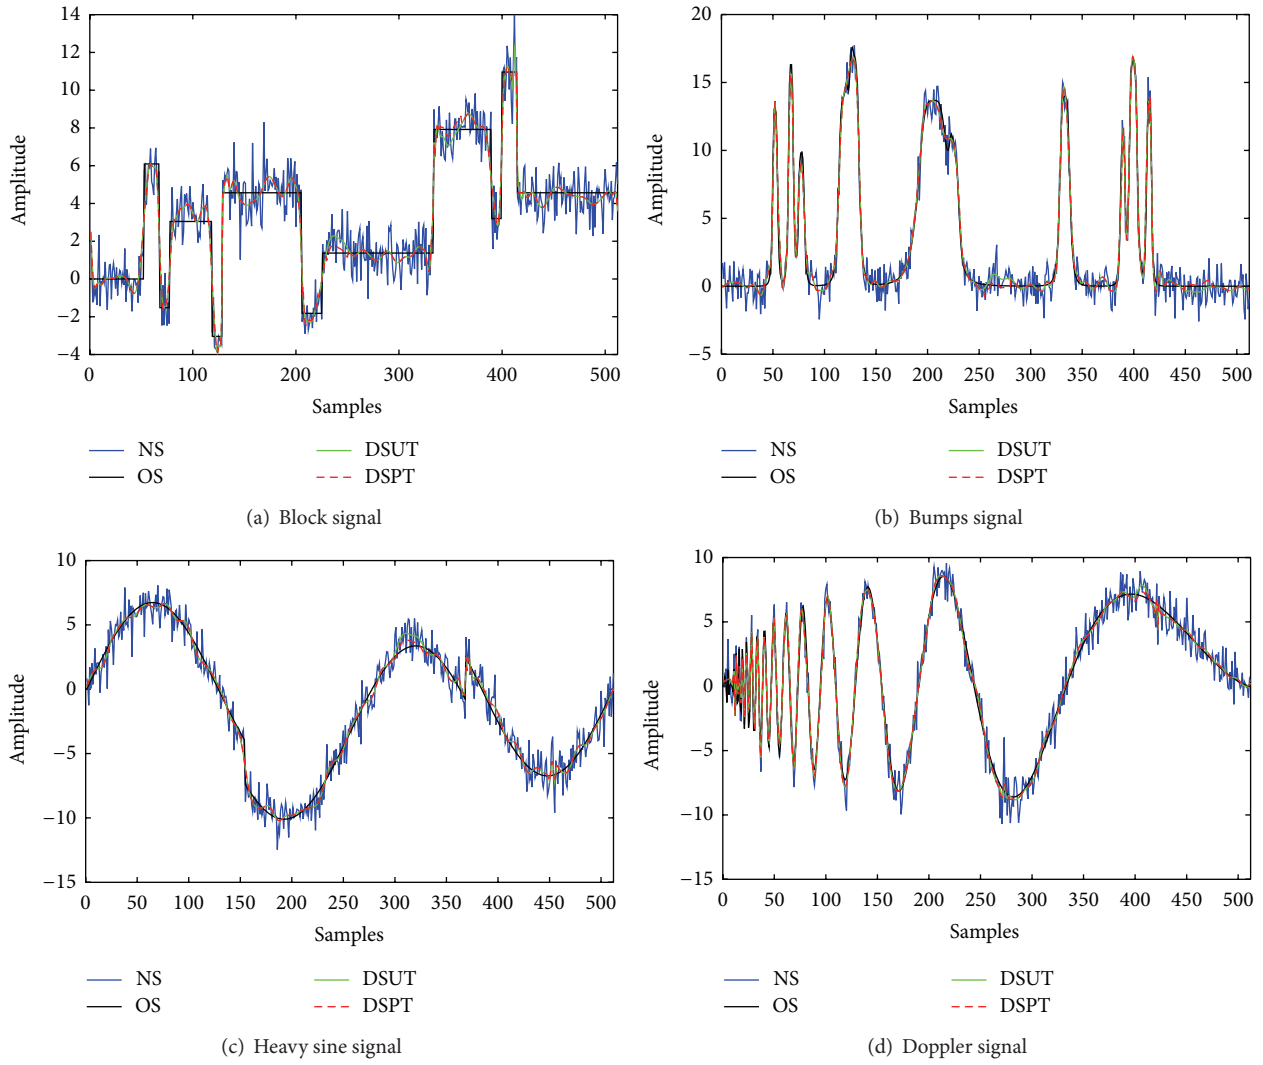 14
12
10
8
6
4
2
0
−2
−4
Amplitude
0 100 200 300 400 500
Samples
NS DSUT
OS DSPT
(a) Block signal
20
15
10
5
0
−5
Amplitude
0 50 100 150 200 250 300 350 400 450 500
Samples
NS DSUT
OS DSPT
(b) Bumps signal
10
5
0
−5
−10
−15
Amplitude
0 50 100 150 200 250 300 350 400 450 500
Samples
NS DSUT
OS DSPT
(c) Heavy sine signal
10
5
0
−5
−10
−15
Amplitude
0 50 100 150 200 250 300 350 400 450 500
Samples
NS DSUT
OS DSPT
(d) Doppler signal